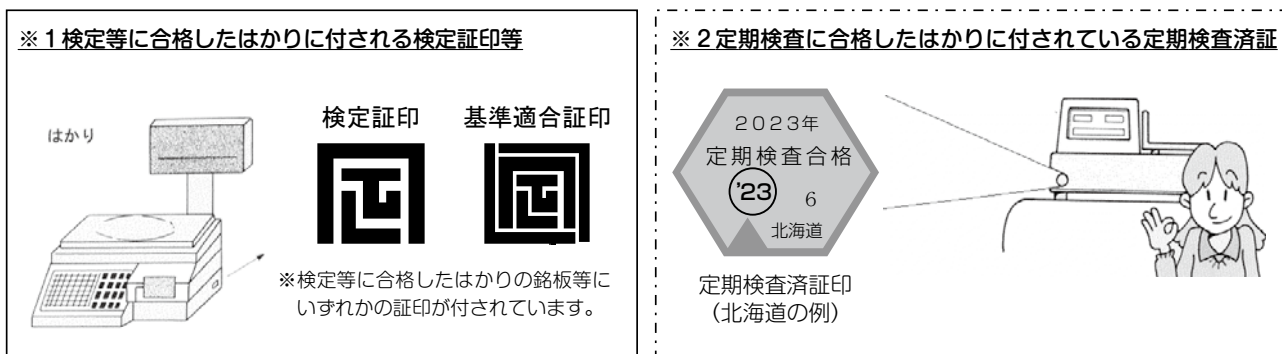 ※1検定等に合格したはかりに付される検定証印等
はかり
検定証印
基準適合証印
※検定等に合格したはかりの銘板等に
いずれかの証印が付されています。
※2定期検査に合格したはかりに付されている定期検査済証
2023年
定期検査合格
'23
6
北海道
定期検査済証印
（北海道の例）